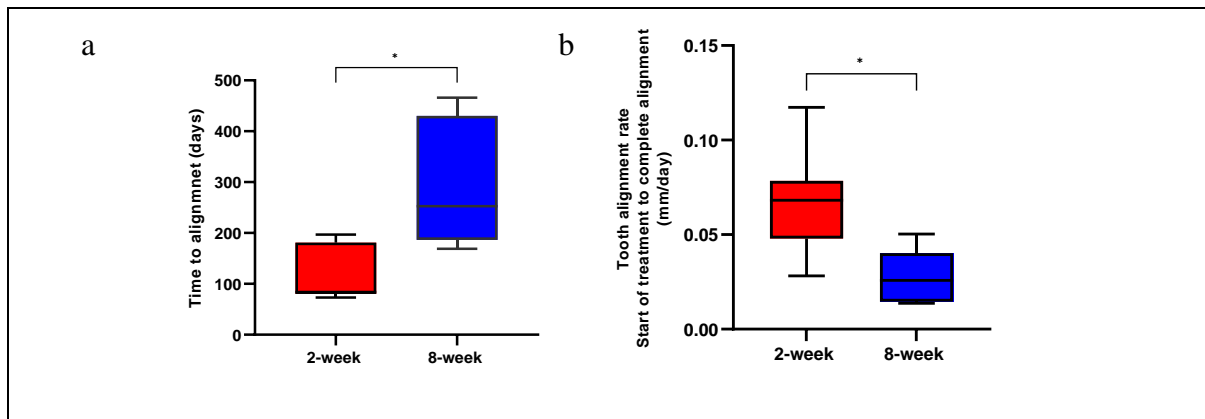 a
*
500
400
300
200
100
0
Time to alignmnet (days)
2-week
8-week
b
*
0.15
0.10
0.05
0.00
Tooth alignment rate
Start of treatment to complete alignment
(mm/day)
2-week
8-week